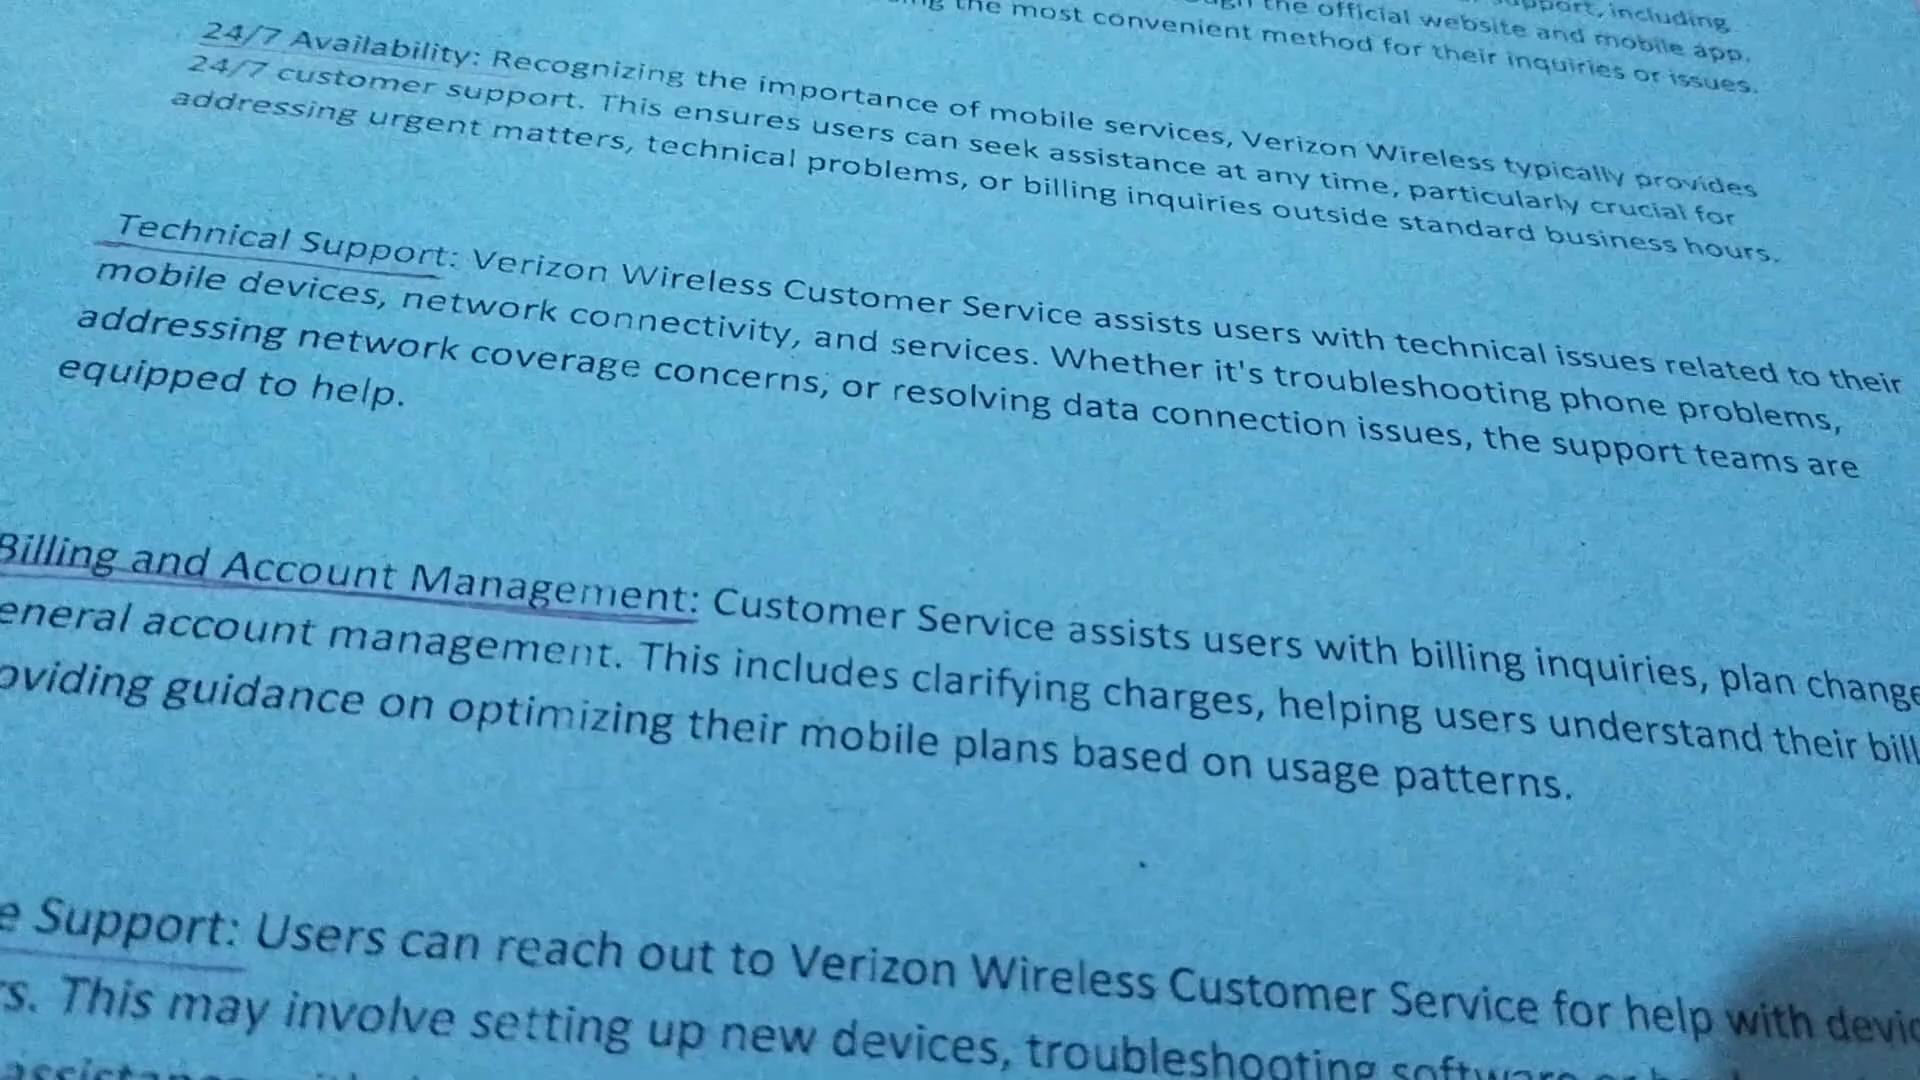 support, including
the official website and mobile app.
the most convenient method for their inquiries or issues.
24/7 Availability: Recognizing the importance of mobile services, Verizon Wireless typically provides
24/7 customer support. This ensures users can seek assistance at any time, particularly crucial for
addressing urgent matters, technical problems, or billing inquiries outside standard business hours.
Technical Support: Verizon Wireless Customer Service assists users with technical issues related to their
mobile devices, network connectivity, and services. Whether it's troubleshooting phone problems,
addressing network coverage concerns, or resolving data connection issues, the support teams are
equipped to help.
Billing and Account Management: Customer Service assists users with billing inquiries, plan change
eneral account management. This includes clarifying charges, helping users understand their bill
oviding guidance on optimizing their mobile plans based on usage patterns.
e Support: Users can reach out to Verizon Wireless Customer Service for help with devic
rs. This may involve setting up new devices, troubleshooting software